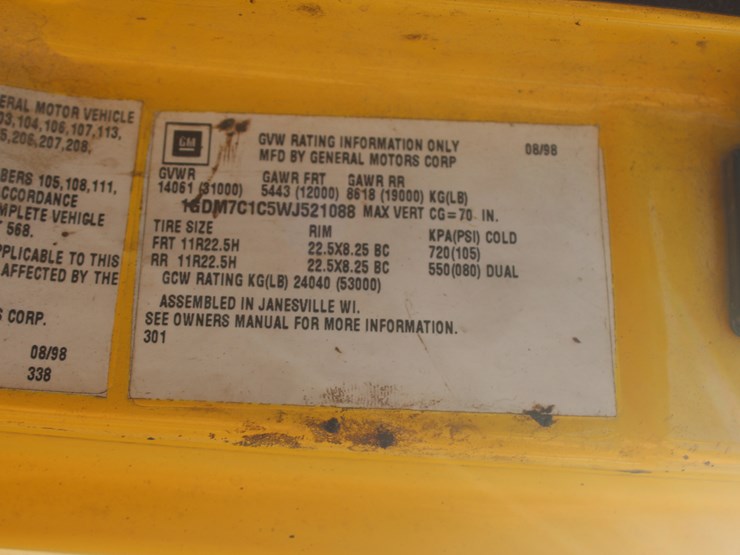 ERAL MOTOR VEHICLE
03,104,106,107,113,
5,206,207,208,
BERS 105,108,111,
CCORDANCE
MPLETE VEHICLE
568.
PPLICABLE TO THIS
AFFECTED BY THE
CORP.
08/98
338
GM
GVW RATING INFORMATION ONLY 08/98
MFD BY GENERAL MOTORS CORP
GVWR GAWR FRT GAWR RR
14061 (31000) 5443 (12000) 8618 (19000) KG(LB)
1GDM7C1C5WJ521088 MAX VERT CG=70 IN.
TIRE SIZE RIM KPA(PSI) COLD
FRT 11R22.5H 22.5X8.25 BC 720(105)
RR 11R22.5H 22.5X8.25 BC 550(080) DUAL
GCW RATING KG(LB) 24040 (53000)
ASSEMBLED IN JANESVILLE WI.
SEE OWNERS MANUAL FOR MORE INFORMATION.
301